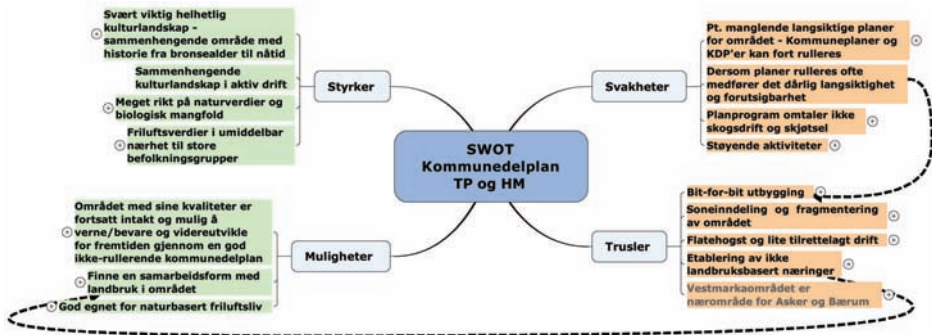 Svært viktig helhetlig
kulturlandskap -
sammenhengende område med
historie fra bronsealder til nåtid
Sammenhengende
kulturlandskap i aktiv drift
Meget rikt på naturverdier og
biologisk mangfold
Friluftsverdier i umiddelbar
nærhet til store
befolkningsgrupper
Styrker
SWOT
Kommunedelplan
TP og HM
Svakheter
Pt. manglende langsiktige planer
for området - Kommuneplaner og
KDP'er kan fort rulleres
Dersom planer rulleres ofte
medfører det dårlig langsiktighet
og forutsigbarhet
Planprogram omtaler ikke
skogsdrift og skjøtsel
Støyende aktiviteter
Området med sine kvaliteter er
fortsatt intakt og mulig å
verne/bevare og videreutvikle
for fremtiden gjennom en god
ikke-rullerende kommunedelplan
Finne en samarbeidsform med
landbruk i området
God egnet for naturbasert friluftsliv
Muligheter
Trusler
Bit-for-bit utbygging
Soneinndeling og fragmentering
av området
Flatehogst og lite tilrettelagt drift
Etablering av ikke
landbruksbasert næringer
Vestmarkaområdet er
nærområde for Asker og Bærum